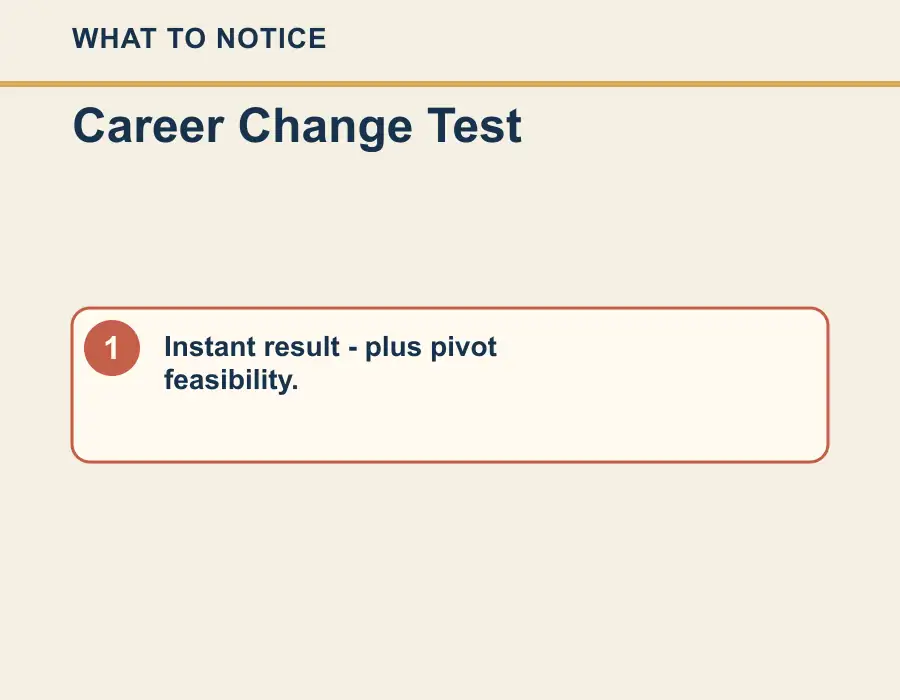 WHAT TO NOTICE
Career Change Test
1
Instant result - plus pivot
feasibility.